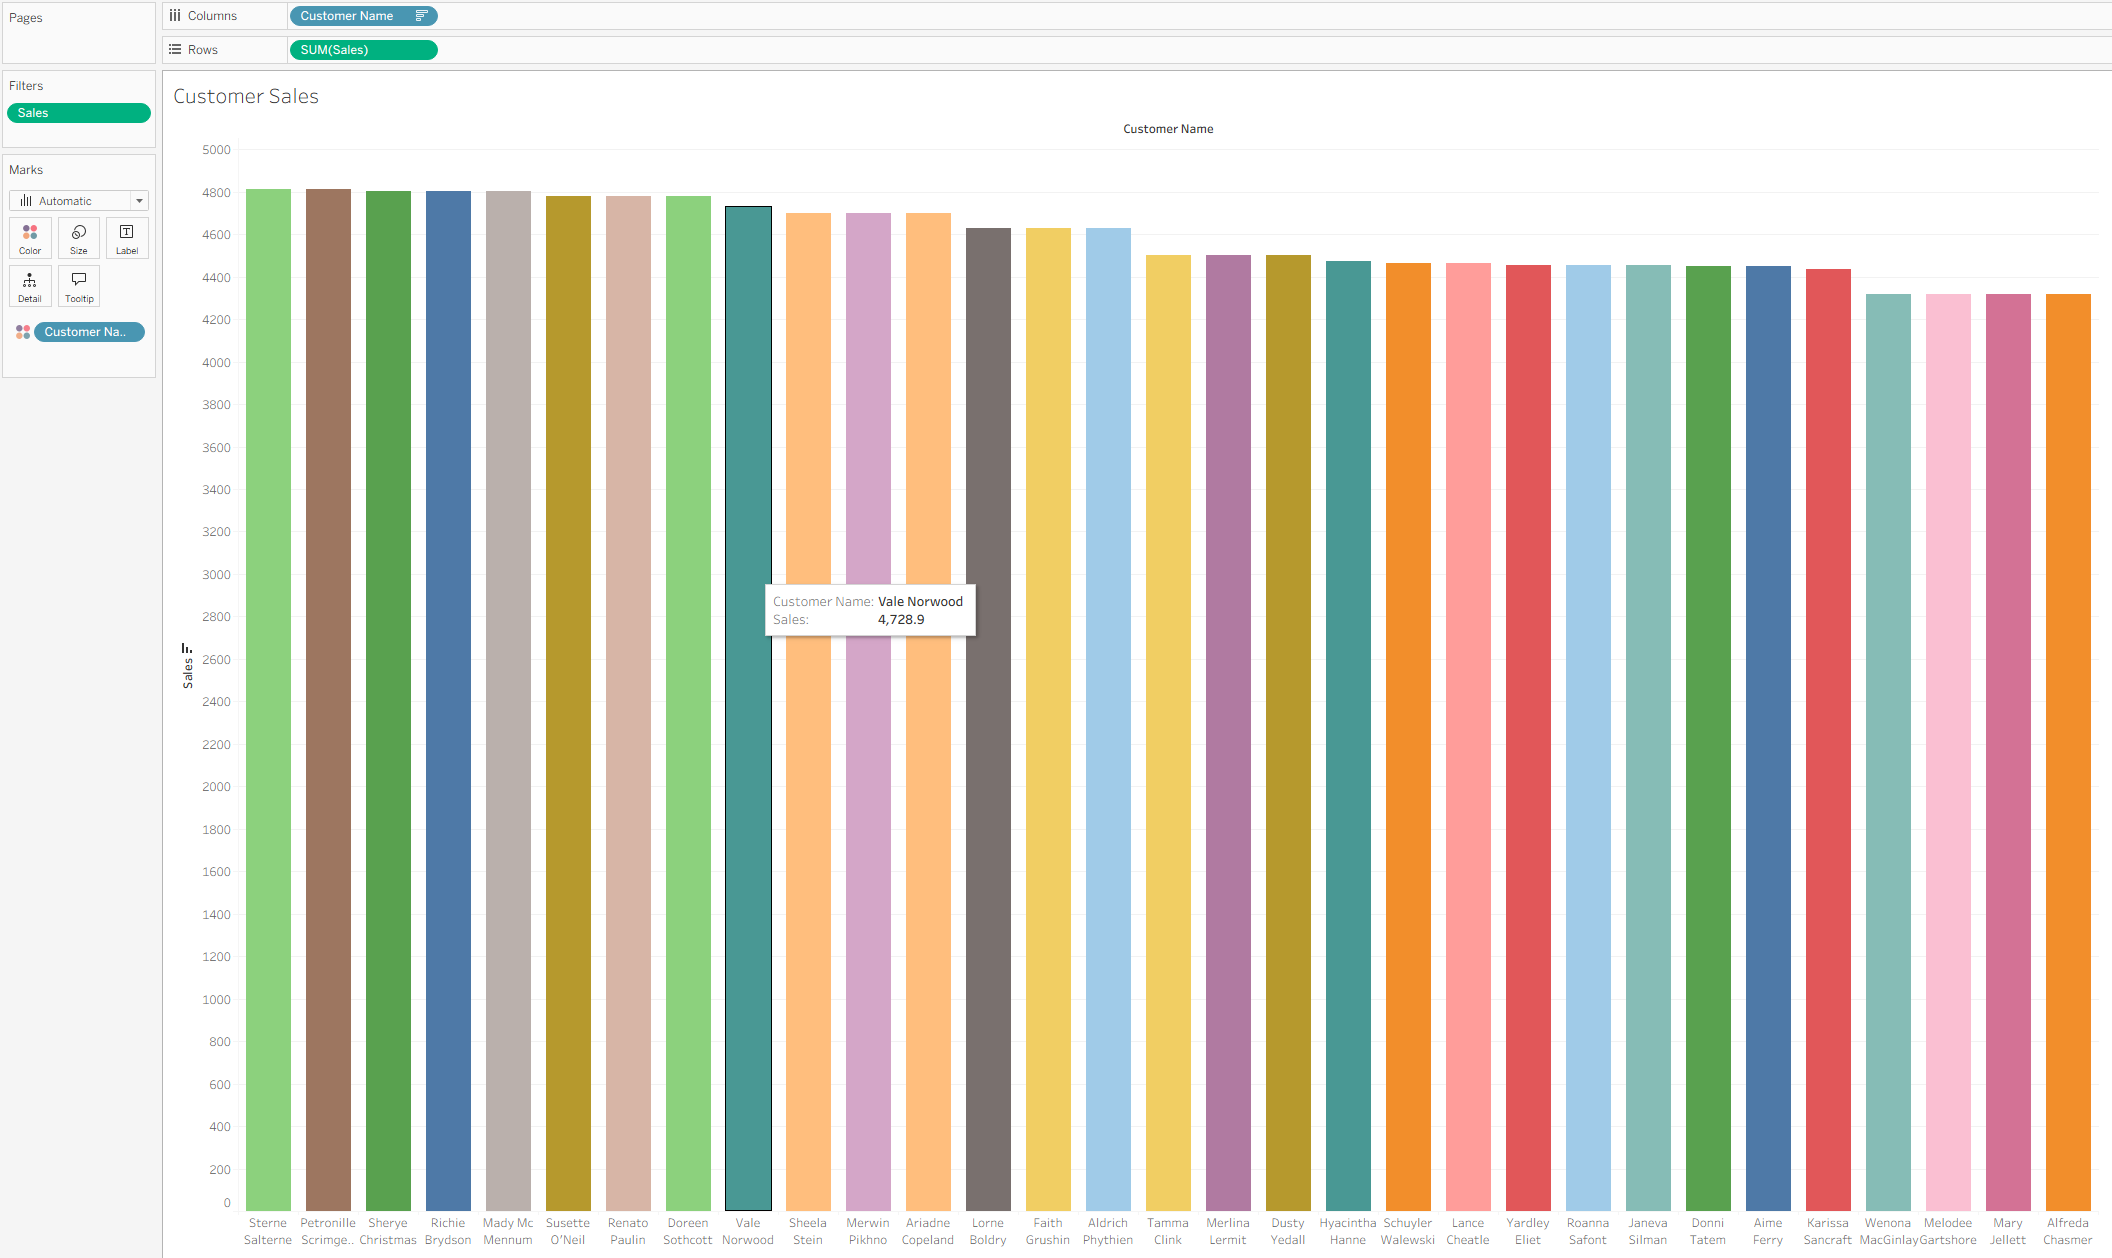 Pages
Columns
Customer Name
Rows
SUM(Sales)
Filters
Sales
Marks
Automatic
Color
Size
Label
Detail
Tooltip
Customer Na..
Customer Sales
Customer Name
5000
4800
4600
4400
4200
4000
3800
3600
3400
3200
3000
2800
2600
2400
2200
2000
1800
1600
1400
1200
1000
800
600
400
200
0
Sales
Customer Name: Vale Norwood
Sales: 4,728.9
Sterne Salterne
Petronille Scrimge..
Sherye Christmas
Richie Brydson
Mady Mc Mennum
Susette O'Neil
Renato Paulin
Doreen Sothcott
Vale Norwood
Sheela Stein
Merwin Pikhno
Ariadne Copeland
Lorne Boldry
Faith Grushin
Aldrich Phythien
Tamma Clink
Merlina Lermit
Dusty Yedall
Hyacintha Hanne
Schuyler Walewski
Lance Cheatle
Yardley Eliet
Roanna Safont
Janeva Silman
Donni Tatem
Aime Ferry
Karissa Sancraft
Wenona MacGinlay
Melodee Gartshore
Mary Jellett
Alfreda Chasmer